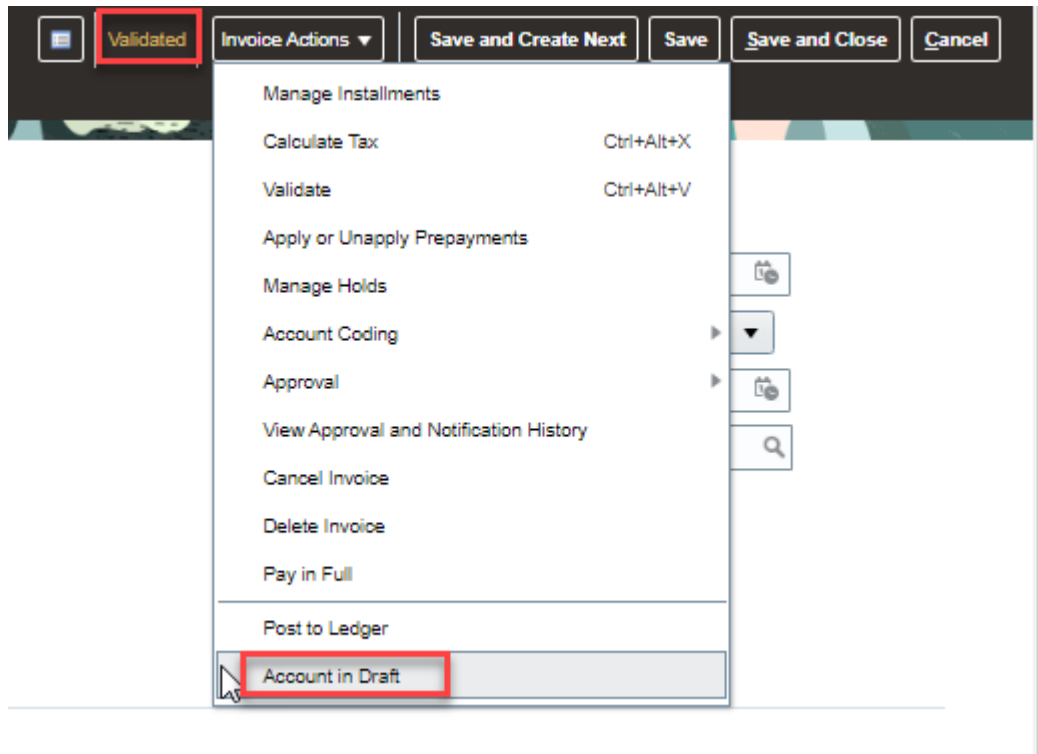 Validated Invoice Actions ▼ Save and Create Next Save Save and Close Cancel
Manage Installments
Calculate Tax Ctrl+Alt+X
Validate Ctrl+Alt+V
Apply or Unapply Prepayments
Manage Holds
Account Coding
Approval
View Approval and Notification History
Cancel Invoice
Delete Invoice
Pay in Full
Post to Ledger
Account in Draft